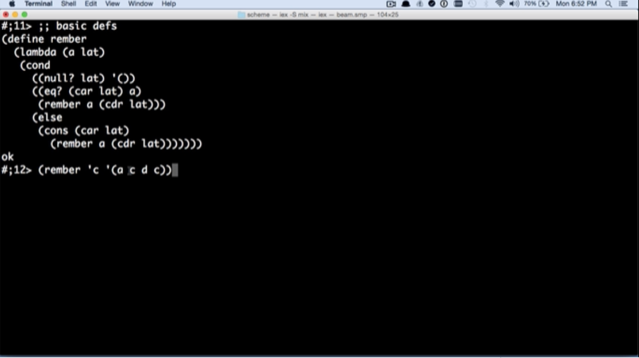 Terminal Shell Edit View Window Help
70% Mon 6:52 PM
scheme — iex -S mix — iex — beam.smp — 104×25
#;11> ;; basic defs
(define rember
(lambda (a lat)
(cond
((null? lat) '())
((eq? (car lat) a)
(rember a (cdr lat)))
(else
(cons (car lat)
(rember a (cdr lat)))))))
ok
#;12> (rember 'c '(a c d c))